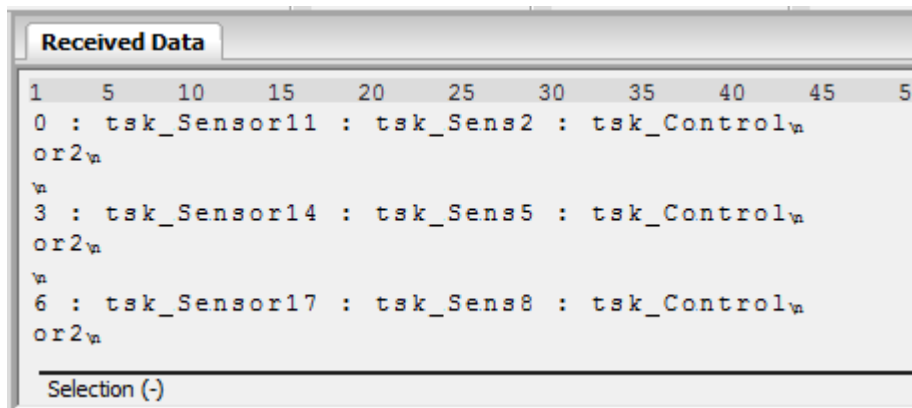 Received Data
1 5 10 15 20 25 30 35 40 45 5
0 : tsk_Sensor11 : tsk_Sens2 : tsk_Control\n
or2\n
\n
3 : tsk_Sensor14 : tsk_Sens5 : tsk_Control\n
or2\n
\n
6 : tsk_Sensor17 : tsk_Sens8 : tsk_Control\n
or2\n
Selection (-)